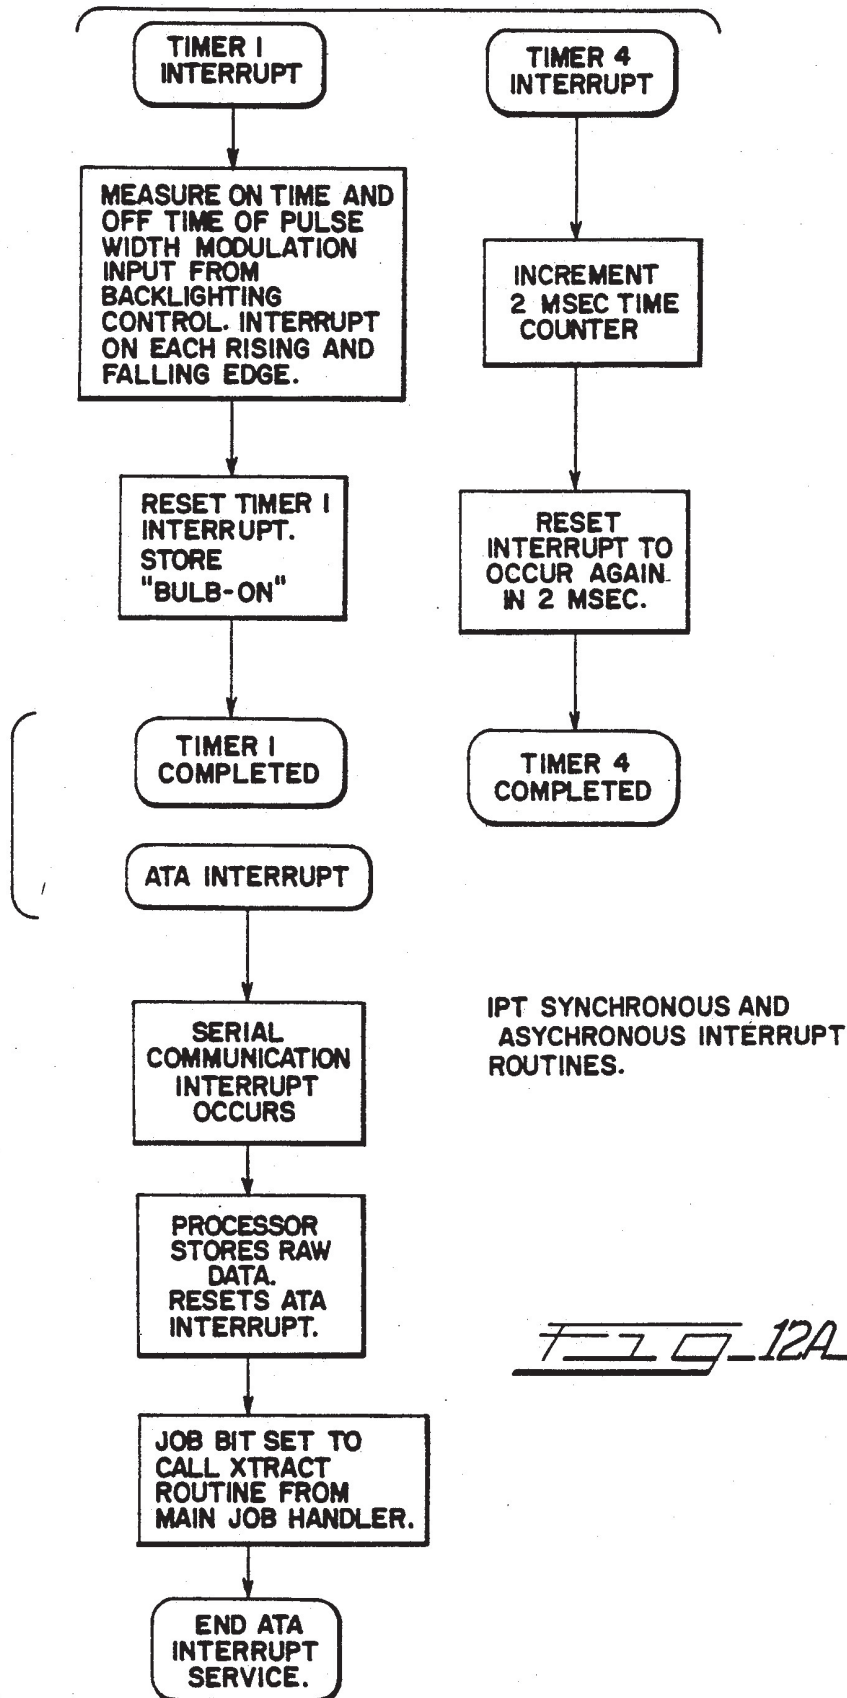 TIMER 1
INTERRUPT
MEASURE ON TIME AND
OFF TIME OF PULSE
WIDTH MODULATION
INPUT FROM
BACKLIGHTING
CONTROL. INTERRUPT
ON EACH RISING AND
FALLING EDGE.
RESET TIMER 1
INTERRUPT.
STORE
"BULB-ON"
TIMER 1
COMPLETED
TIMER 4
INTERRUPT
INCREMENT
2 MSEC TIME
COUNTER
RESET
INTERRUPT TO
OCCUR AGAIN
IN 2 MSEC.
TIMER 4
COMPLETED
ATA INTERRUPT
SERIAL
COMMUNICATION
INTERRUPT
OCCURS
PROCESSOR
STORES RAW
DATA.
RESETS ATA
INTERRUPT.
JOB BIT SET TO
CALL XTRACT
ROUTINE FROM
MAIN JOB HANDLER.
END ATA
INTERRUPT
SERVICE.
IPT SYNCHRONOUS AND
ASYCHRONOUS INTERRUPT
ROUTINES.
Fig_12A_